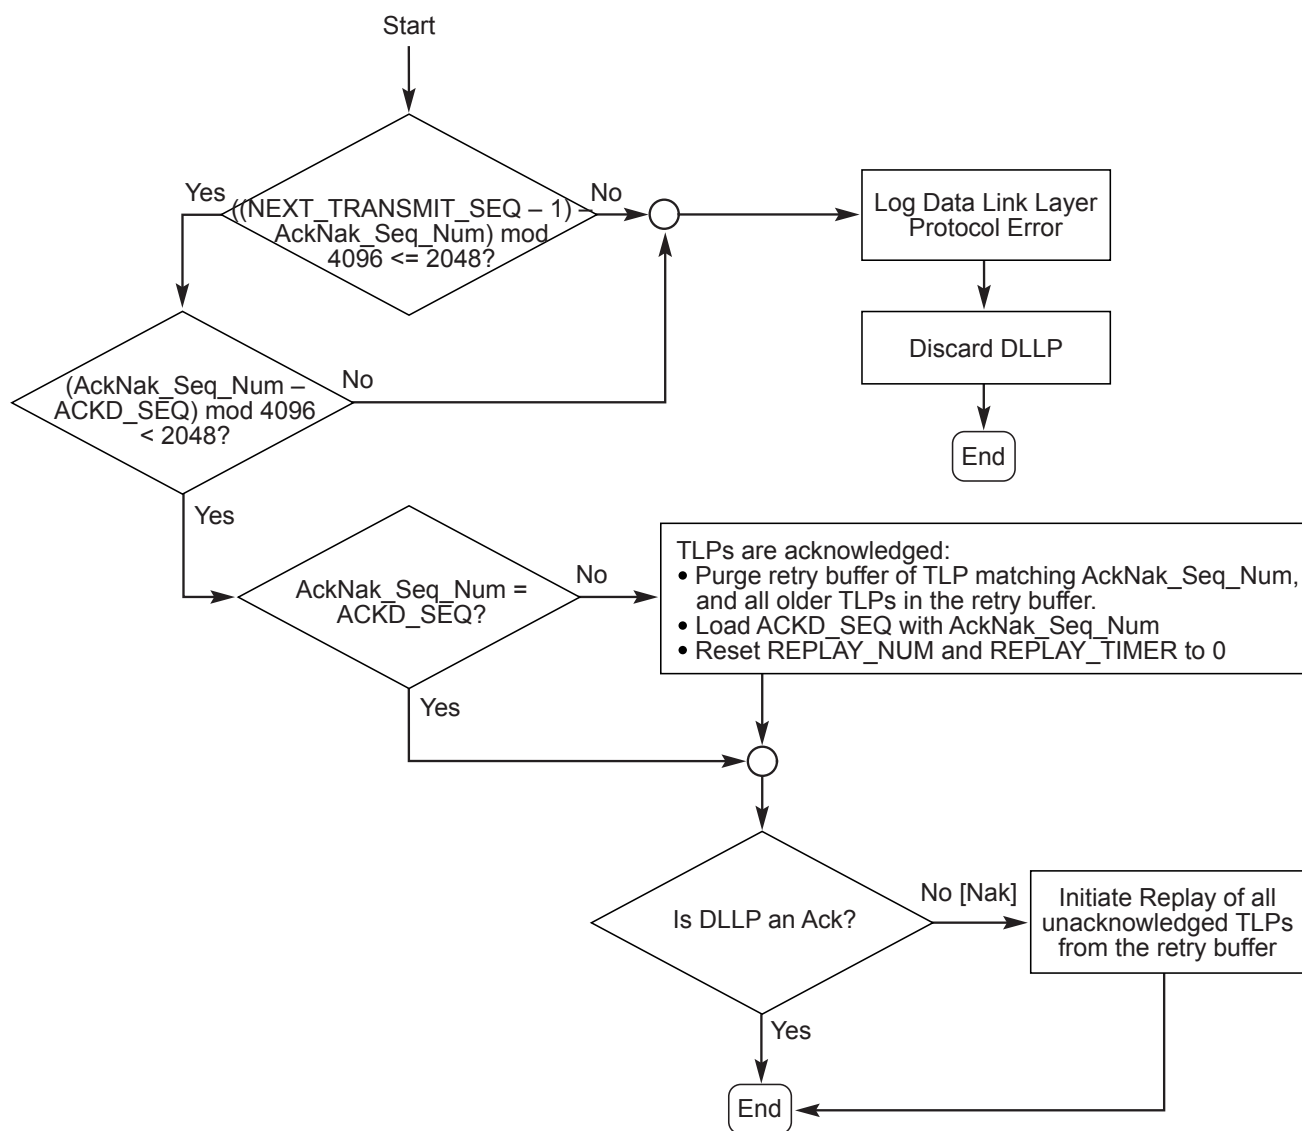 Start
Yes
((NEXT_TRANSMIT_SEQ – 1) –
AckNak_Seq_Num) mod
4096 <= 2048?
No
Log Data Link Layer
Protocol Error
Discard DLLP
End
(AckNak_Seq_Num –
ACKD_SEQ) mod 4096
< 2048?
No
Yes
AckNak_Seq_Num =
ACKD_SEQ?
No
Yes
TLPs are acknowledged:
• Purge retry buffer of TLP matching AckNak_Seq_Num,
and all older TLPs in the retry buffer.
• Load ACKD_SEQ with AckNak_Seq_Num
• Reset REPLAY_NUM and REPLAY_TIMER to 0
Is DLLP an Ack?
No [Nak]
Initiate Replay of all
unacknowledged TLPs
from the retry buffer
Yes
End